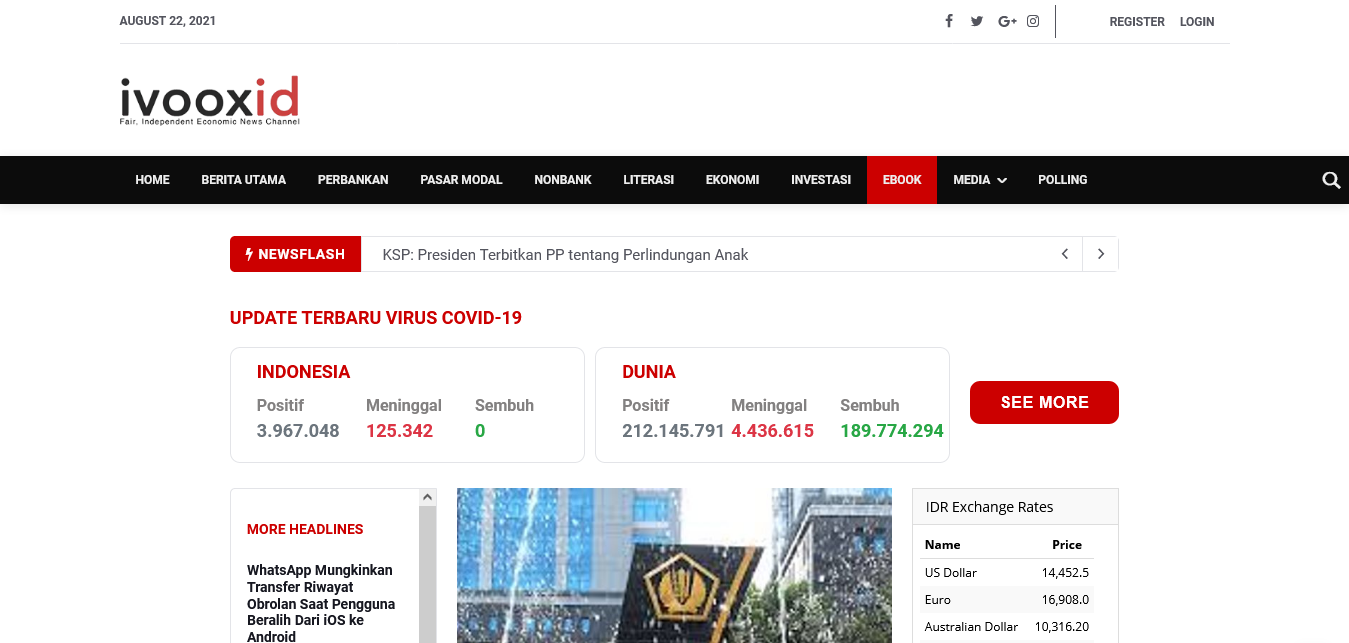 AUGUST 22, 2021
REGISTER LOGIN
ivooxid
Fair, Independent Economic News Channel
HOME BERITA UTAMA PERBANKAN PASAR MODAL NONBANK LITERASI EKONOMI INVESTASI EBOOK MEDIA POLLING
NEWSFLASH KSP: Presiden Terbitkan PP tentang Perlindungan Anak
UPDATE TERBARU VIRUS COVID-19
INDONESIA
Positif Meninggal Sembuh
3.967.048 125.342 0
DUNIA
Positif Meninggal Sembuh
212.145.791 4.436.615 189.774.294
SEE MORE
MORE HEADLINES
WhatsApp Mungkinkan
Transfer Riwayat
Obrolan Saat Pengguna
Beralih Dari iOS ke
Android
IDR Exchange Rates
Name Price
US Dollar 14,452.5
Euro 16,908.0
Australian Dollar 10,316.20